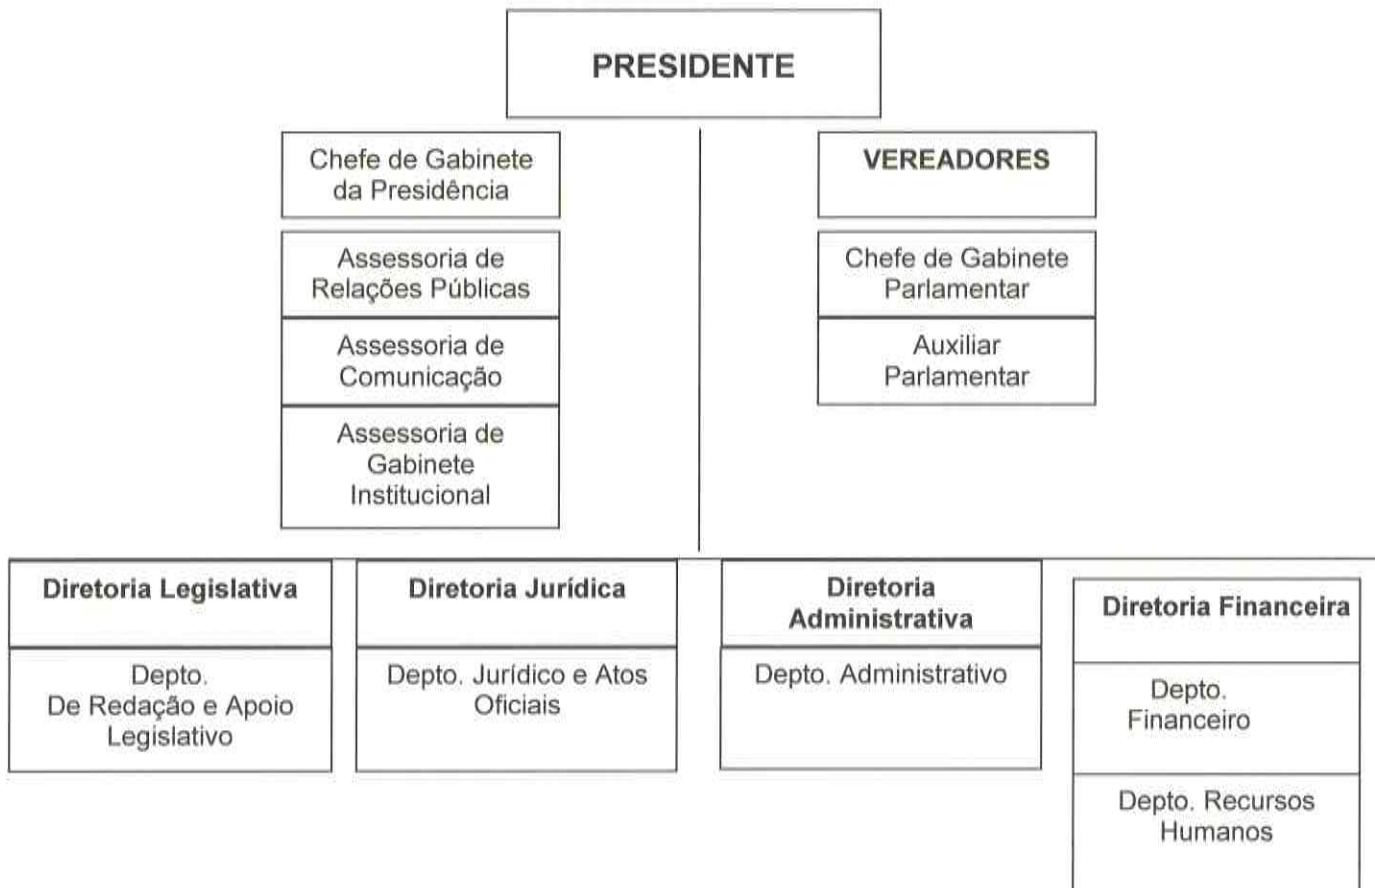 PRESIDENTE
Chefe de Gabinete
da Presidência
Assessoria de
Relações Públicas
Assessoria de
Comunicação
Assessoria de
Gabinete
Institucional
VEREADORES
Chefe de Gabinete
Parlamentar
Auxiliar
Parlamentar
Diretoria Legislativa
Depto.
De Redação e Apoio
Legislativo
Diretoria Jurídica
Depto. Jurídico e Atos
Oficiais
Diretoria
Administrativa
Depto. Administrativo
Diretoria Financeira
Depto.
Financeiro
Depto. Recursos
Humanos